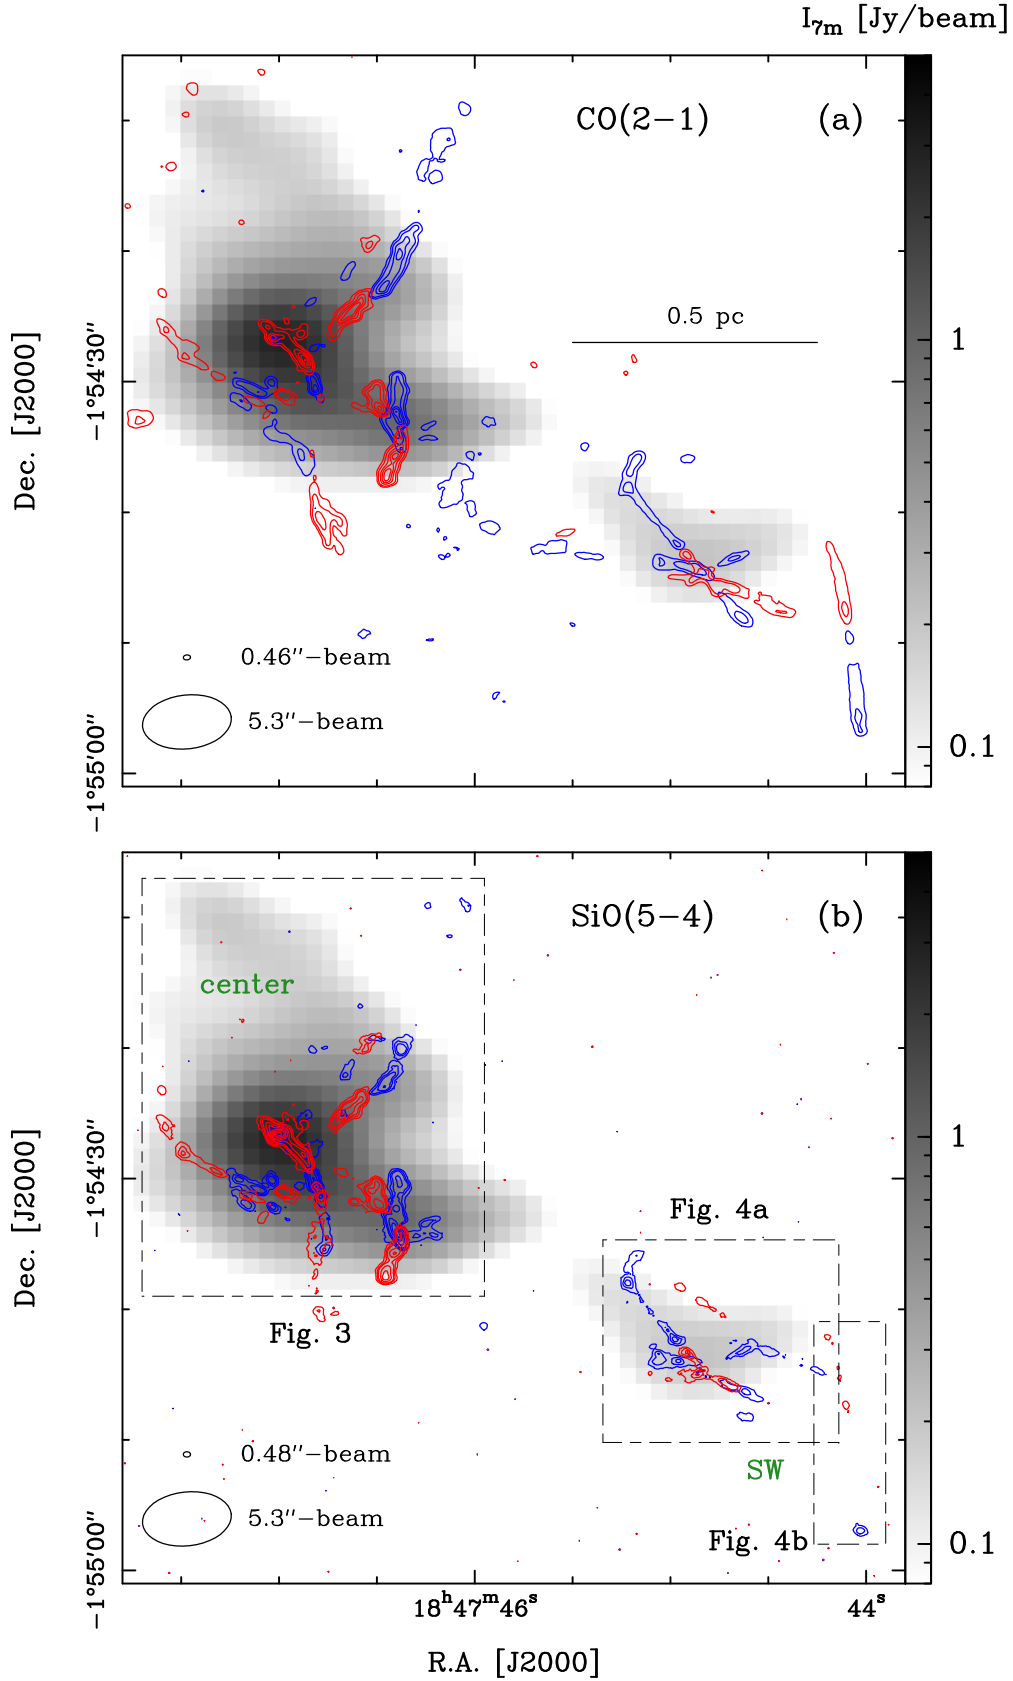 I7m [Jy/beam]
CO(2−1) (a)
0.5 pc
1
−1°54′30″
Dec. [J2000]
0.46″−beam
5.3″−beam
0.1
−1°55′00″
SiO(5−4) (b)
center
1
−1°54′30″
Dec. [J2000]
Fig. 4a
Fig. 3
0.48″−beam
SW
5.3″−beam
Fig. 4b
0.1
−1°55′00″
18h47m46s 44s
R.A. [J2000]